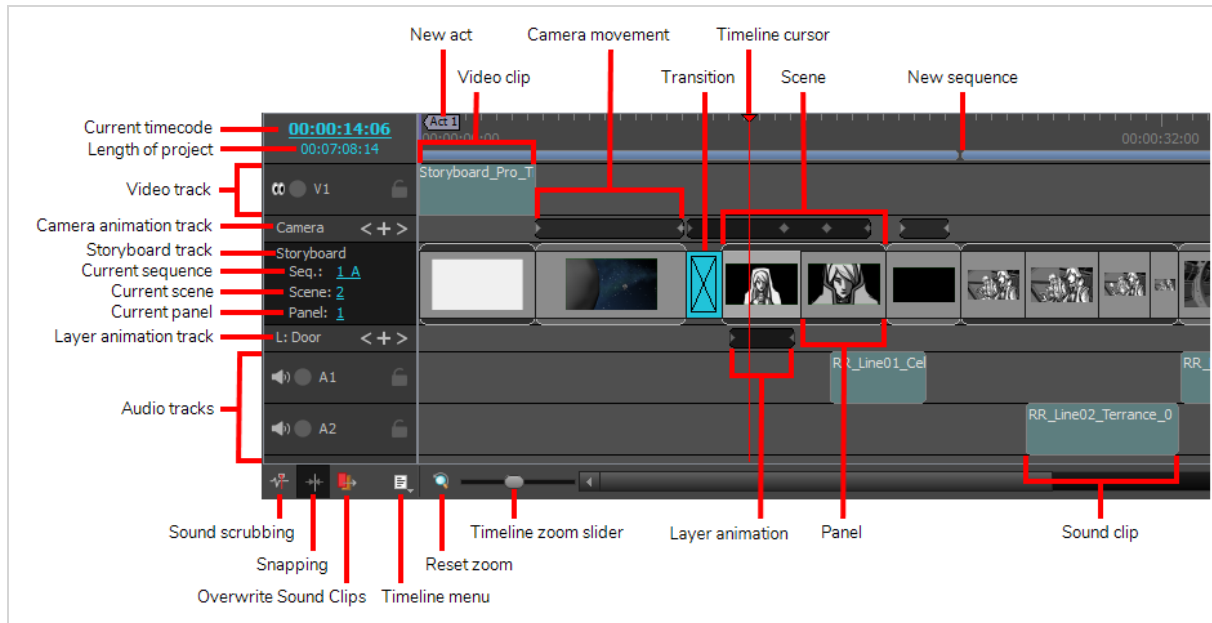 New act
Camera movement
Timeline cursor
Video clip
Transition
Scene
New sequence
Current timecode
00:00:14:06
Act 1
00:00:00:00
00:00:32:00
Length of project
00:07:08:14
Video track
V1
Storyboard_Pro_T
Camera animation track
Camera
Storyboard track
Storyboard
Current sequence
Seq.: 1_A
Current scene
Scene: 2
Current panel
Panel: 1
Layer animation track
L: Door
Audio tracks
A1
RR_Line01_Cel
RR_
A2
RR_Line02_Terrance_0
Sound scrubbing
Timeline zoom slider
Layer animation
Panel
Sound clip
Snapping
Reset zoom
Overwrite Sound Clips
Timeline menu